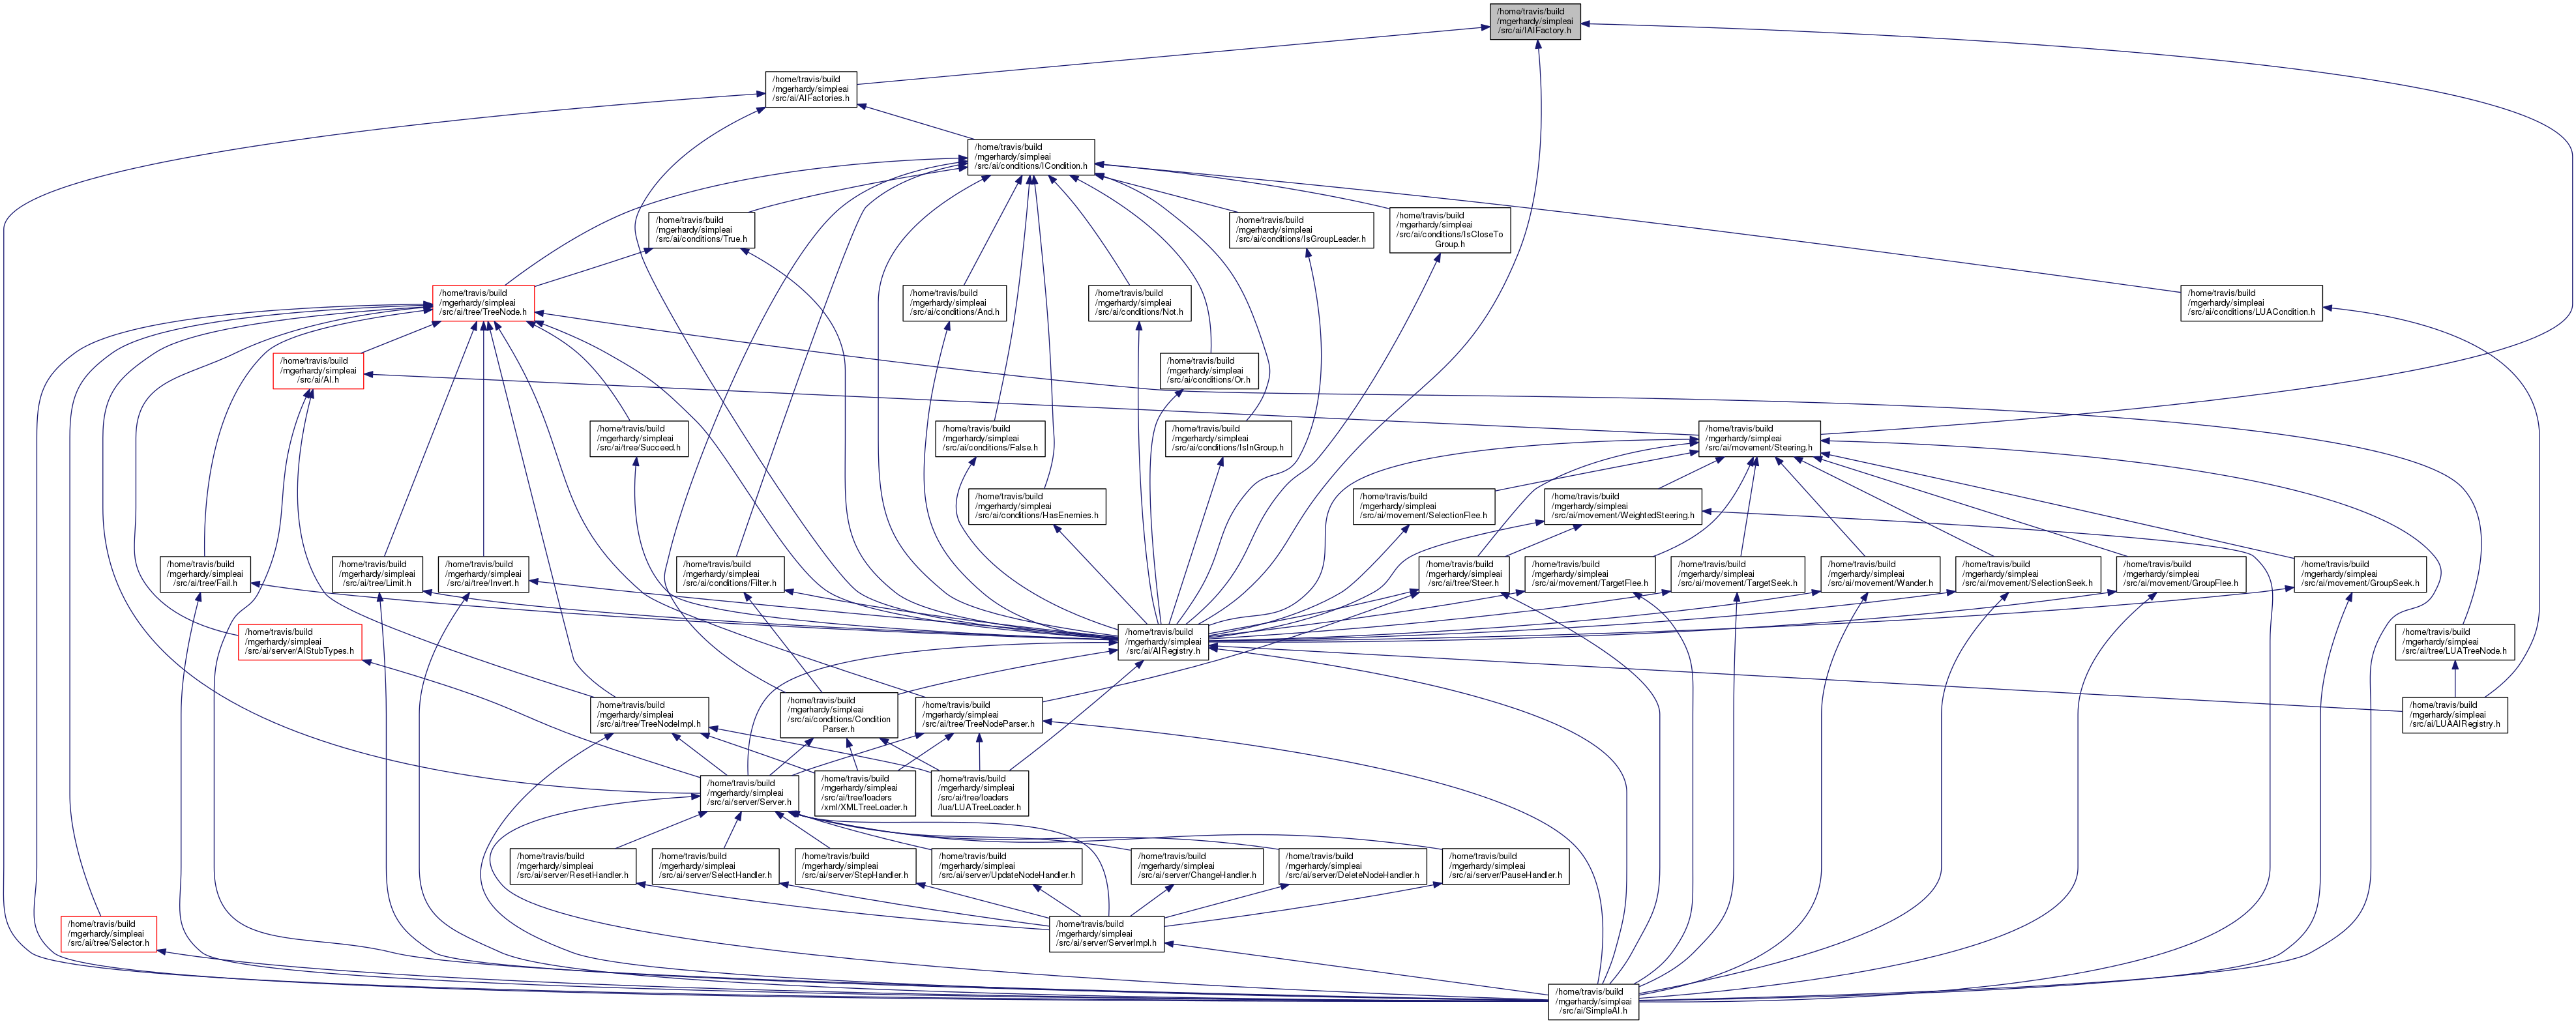 /home/travis/build
/mgerhardy/simpleai
/src/ai/IAIFactory.h
/home/travis/build
/mgerhardy/simpleai
/src/ai/AIFactories.h
/home/travis/build
/mgerhardy/simpleai
/src/ai/conditions/ICondition.h
/home/travis/build
/mgerhardy/simpleai
/src/ai/conditions/True.h
/home/travis/build
/mgerhardy/simpleai
/src/ai/conditions/IsGroupLeader.h
/home/travis/build
/mgerhardy/simpleai
/src/ai/conditions/IsCloseTo
Group.h
/home/travis/build
/mgerhardy/simpleai
/src/ai/tree/TreeNode.h
/home/travis/build
/mgerhardy/simpleai
/src/ai/conditions/And.h
/home/travis/build
/mgerhardy/simpleai
/src/ai/conditions/Not.h
/home/travis/build
/mgerhardy/simpleai
/src/ai/conditions/LUACondition.h
/home/travis/build
/mgerhardy/simpleai
/src/ai/AI.h
/home/travis/build
/mgerhardy/simpleai
/src/ai/conditions/Or.h
/home/travis/build
/mgerhardy/simpleai
/src/ai/tree/Succeed.h
/home/travis/build
/mgerhardy/simpleai
/src/ai/conditions/False.h
/home/travis/build
/mgerhardy/simpleai
/src/ai/conditions/IsInGroup.h
/home/travis/build
/mgerhardy/simpleai
/src/ai/movement/Steering.h
/home/travis/build
/mgerhardy/simpleai
/src/ai/conditions/HasEnemies.h
/home/travis/build
/mgerhardy/simpleai
/src/ai/movement/SelectionFlee.h
/home/travis/build
/mgerhardy/simpleai
/src/ai/movement/WeightedSteering.h
/home/travis/build
/mgerhardy/simpleai
/src/ai/tree/Fail.h
/home/travis/build
/mgerhardy/simpleai
/src/ai/tree/Limit.h
/home/travis/build
/mgerhardy/simpleai
/src/ai/tree/Invert.h
/home/travis/build
/mgerhardy/simpleai
/src/ai/conditions/Filter.h
/home/travis/build
/mgerhardy/simpleai
/src/ai/tree/Steer.h
/home/travis/build
/mgerhardy/simpleai
/src/ai/movement/TargetFlee.h
/home/travis/build
/mgerhardy/simpleai
/src/ai/movement/TargetSeek.h
/home/travis/build
/mgerhardy/simpleai
/src/ai/movement/Wander.h
/home/travis/build
/mgerhardy/simpleai
/src/ai/movement/SelectionSeek.h
/home/travis/build
/mgerhardy/simpleai
/src/ai/movement/GroupFlee.h
/home/travis/build
/mgerhardy/simpleai
/src/ai/movement/GroupSeek.h
/home/travis/build
/mgerhardy/simpleai
/src/ai/server/AIStubTypes.h
/home/travis/build
/mgerhardy/simpleai
/src/ai/AIRegistry.h
/home/travis/build
/mgerhardy/simpleai
/src/ai/tree/LUATreeNode.h
/home/travis/build
/mgerhardy/simpleai
/src/ai/tree/TreeNodeImpl.h
/home/travis/build
/mgerhardy/simpleai
/src/ai/conditions/Condition
Parser.h
/home/travis/build
/mgerhardy/simpleai
/src/ai/tree/TreeNodeParser.h
/home/travis/build
/mgerhardy/simpleai
/src/ai/LUAAIRegistry.h
/home/travis/build
/mgerhardy/simpleai
/src/ai/server/Server.h
/home/travis/build
/mgerhardy/simpleai
/src/ai/tree/loaders
/xml/XMLTreeLoader.h
/home/travis/build
/mgerhardy/simpleai
/src/ai/tree/loaders
/lua/LUATreeLoader.h
/home/travis/build
/mgerhardy/simpleai
/src/ai/server/ResetHandler.h
/home/travis/build
/mgerhardy/simpleai
/src/ai/server/SelectHandler.h
/home/travis/build
/mgerhardy/simpleai
/src/ai/server/StepHandler.h
/home/travis/build
/mgerhardy/simpleai
/src/ai/server/UpdateNodeHandler.h
/home/travis/build
/mgerhardy/simpleai
/src/ai/server/ChangeHandler.h
/home/travis/build
/mgerhardy/simpleai
/src/ai/server/DeleteNodeHandler.h
/home/travis/build
/mgerhardy/simpleai
/src/ai/server/PauseHandler.h
/home/travis/build
/mgerhardy/simpleai
/src/ai/tree/Selector.h
/home/travis/build
/mgerhardy/simpleai
/src/ai/server/ServerImpl.h
/home/travis/build
/mgerhardy/simpleai
/src/ai/SimpleAI.h